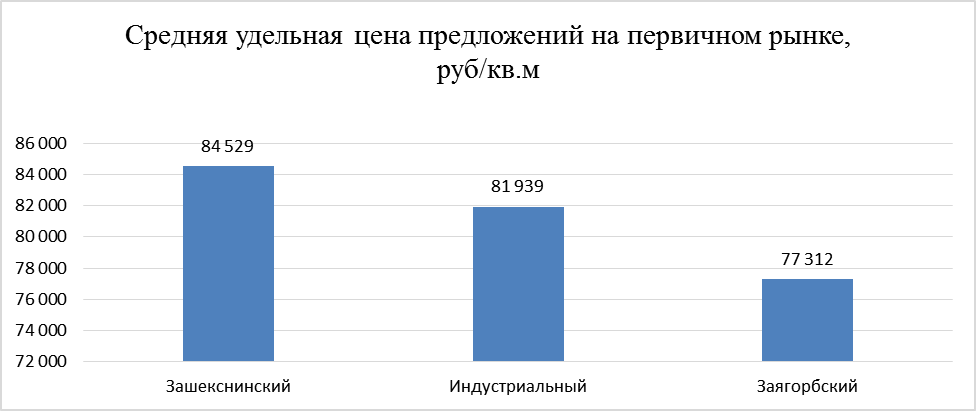 Средняя удельная цена предложений на первичном рынке,
руб/кв.м
86 000
84 000
82 000
80 000
78 000
76 000
74 000
72 000
84 529
81 939
77 312
Зашекснинский
Индустриальный
Заягорбский